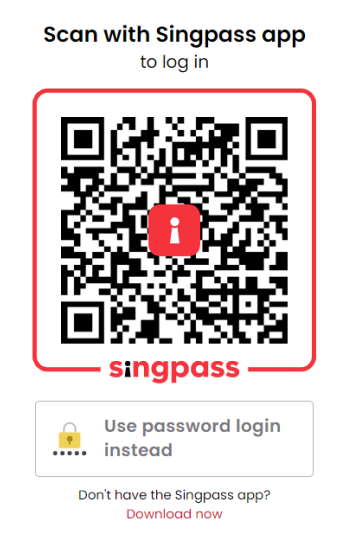 Scan with Singpass app
to log in
singpass
Use password login
instead
Don't have the Singpass app?
Download now